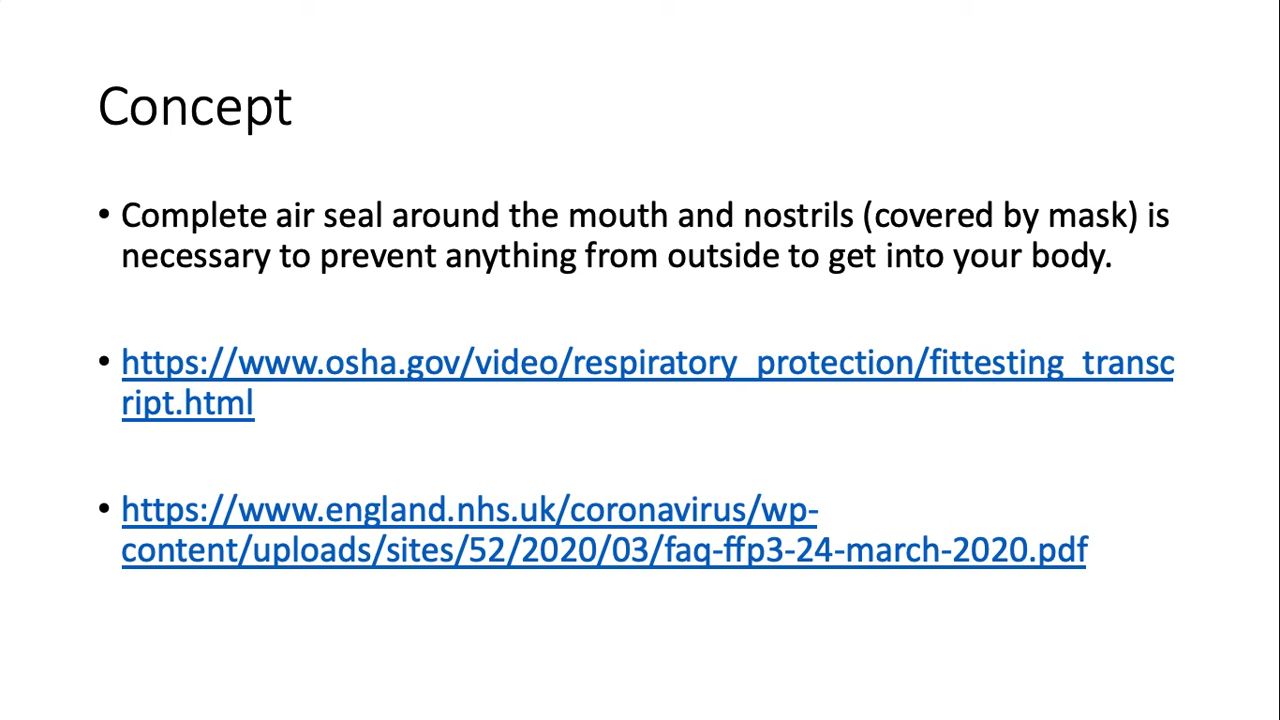 Concept
• Complete air seal around the mouth and nostrils (covered by mask) is
necessary to prevent anything from outside to get into your body.
• https://www.osha.gov/video/respiratory_protection/fittesting_transc
ript.html
• https://www.england.nhs.uk/coronavirus/wp-
content/uploads/sites/52/2020/03/faq-ffp3-24-march-2020.pdf